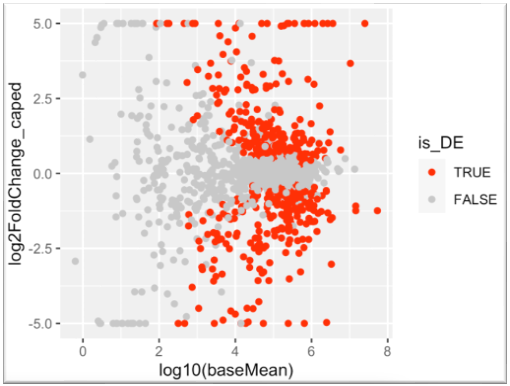 5.0
2.5
0.0
-2.5
-5.0
log2FoldChange_caped
0 2 4 6 8
log10(baseMean)
is_DE
TRUE
FALSE